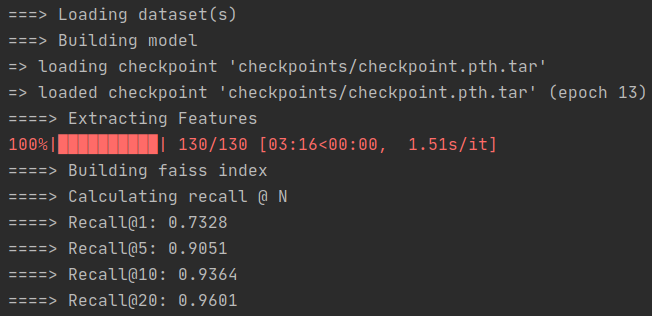 ===> Loading dataset(s)
===> Building model
=> loading checkpoint 'checkpoints/checkpoint.pth.tar'
=> loaded checkpoint 'checkpoints/checkpoint.pth.tar' (epoch 13)
====> Extracting Features
100%|██████████| 130/130 [03:16<00:00,  1.51s/it]
====> Building faiss index
====> Calculating recall @ N
====> Recall@1: 0.7328
====> Recall@5: 0.9051
====> Recall@10: 0.9364
====> Recall@20: 0.9601